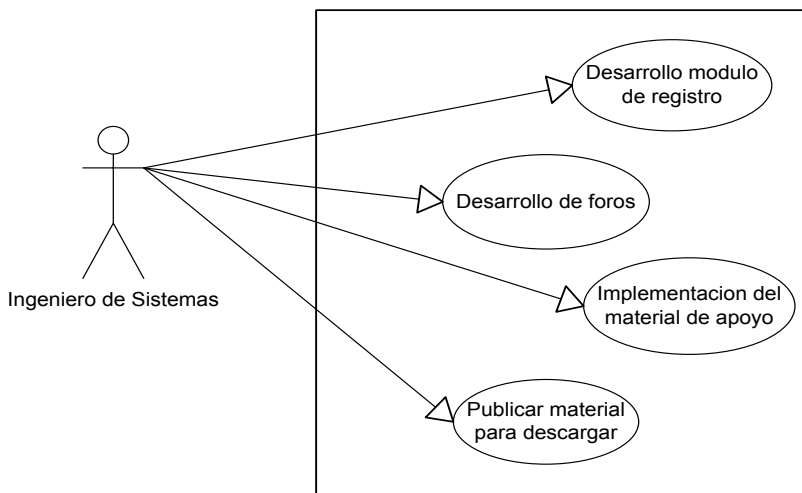 Desarrollo modulo
de registro
Desarrollo de foros
Implementacion del
material de apoyo
Ingeniero de Sistemas
Publicar material
para descargar